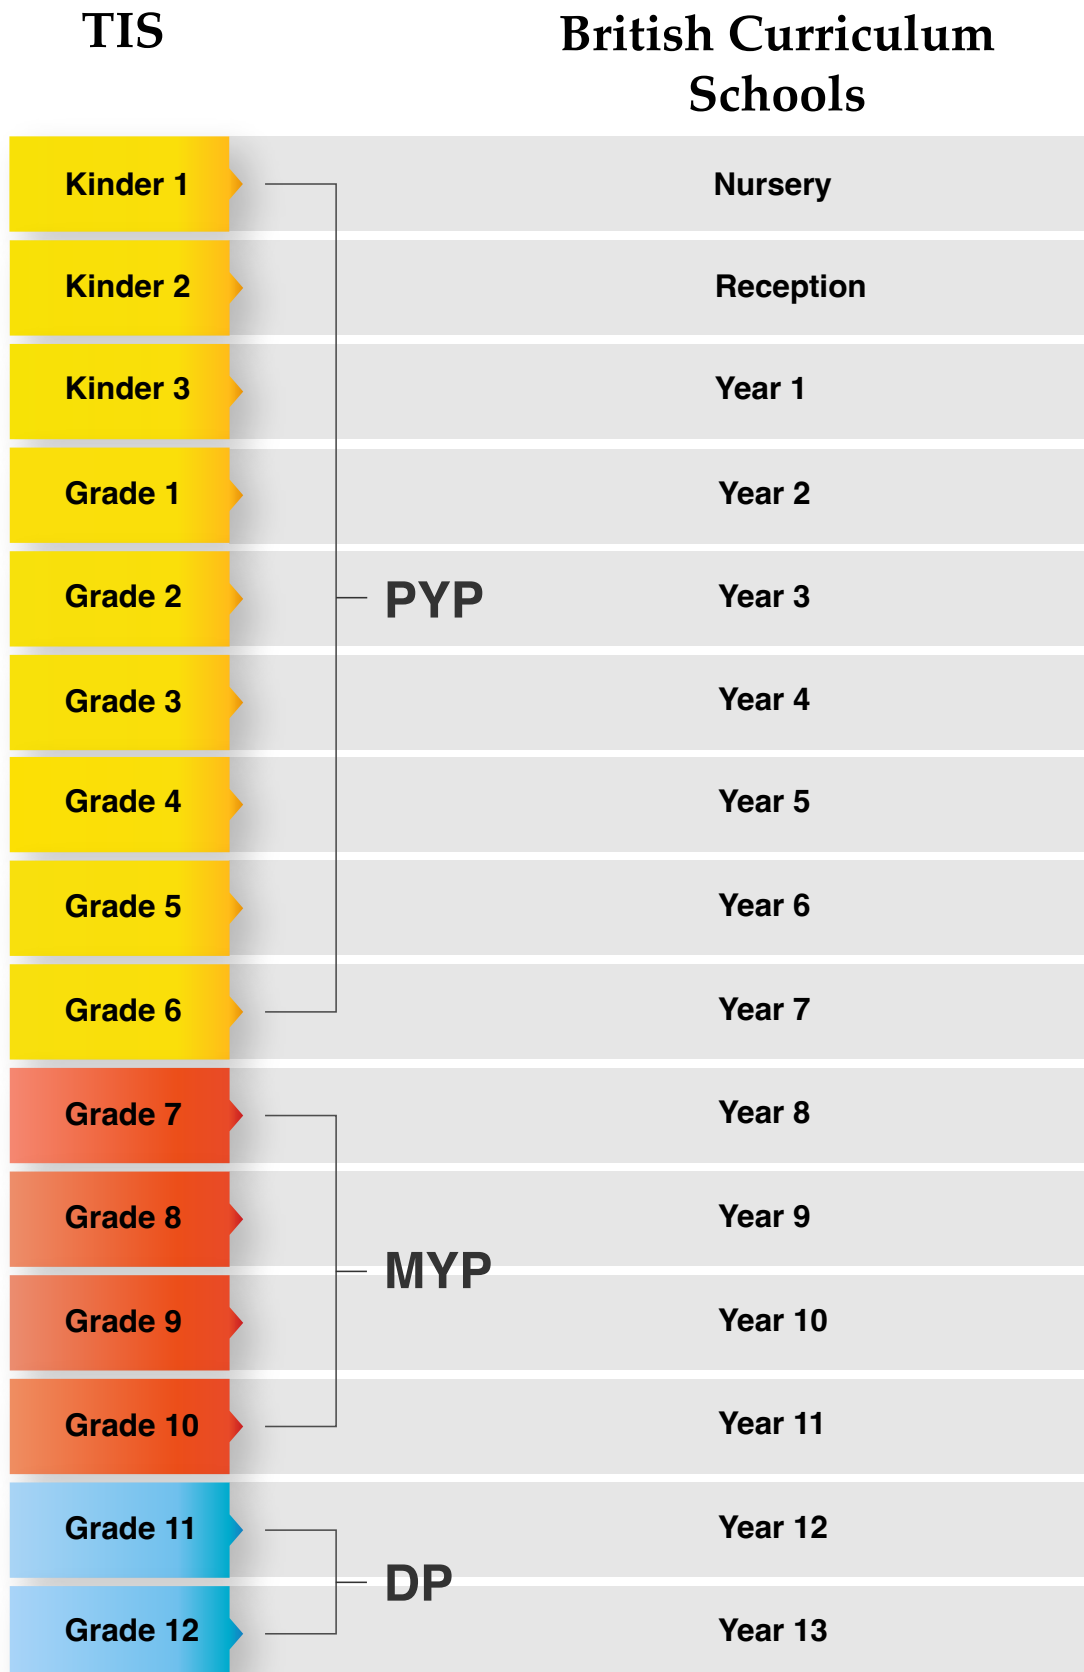 TIS
British Curriculum
Schools
Kinder 1
Nursery
Kinder 2
Reception
Kinder 3
Year 1
Grade 1
Year 2
Grade 2
PYP
Year 3
Grade 3
Year 4
Grade 4
Year 5
Grade 5
Year 6
Grade 6
Year 7
Grade 7
Year 8
Grade 8
Year 9
MYP
Grade 9
Year 10
Grade 10
Year 11
Grade 11
Year 12
DP
Grade 12
Year 13